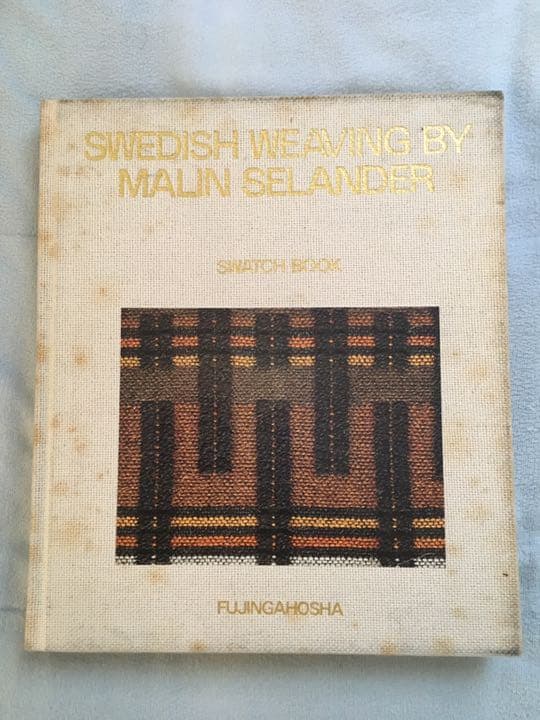 SWEDISH WEAVING BY
MALIN SELANDER
SWATCH BOOK
FUJINGAHOSHA